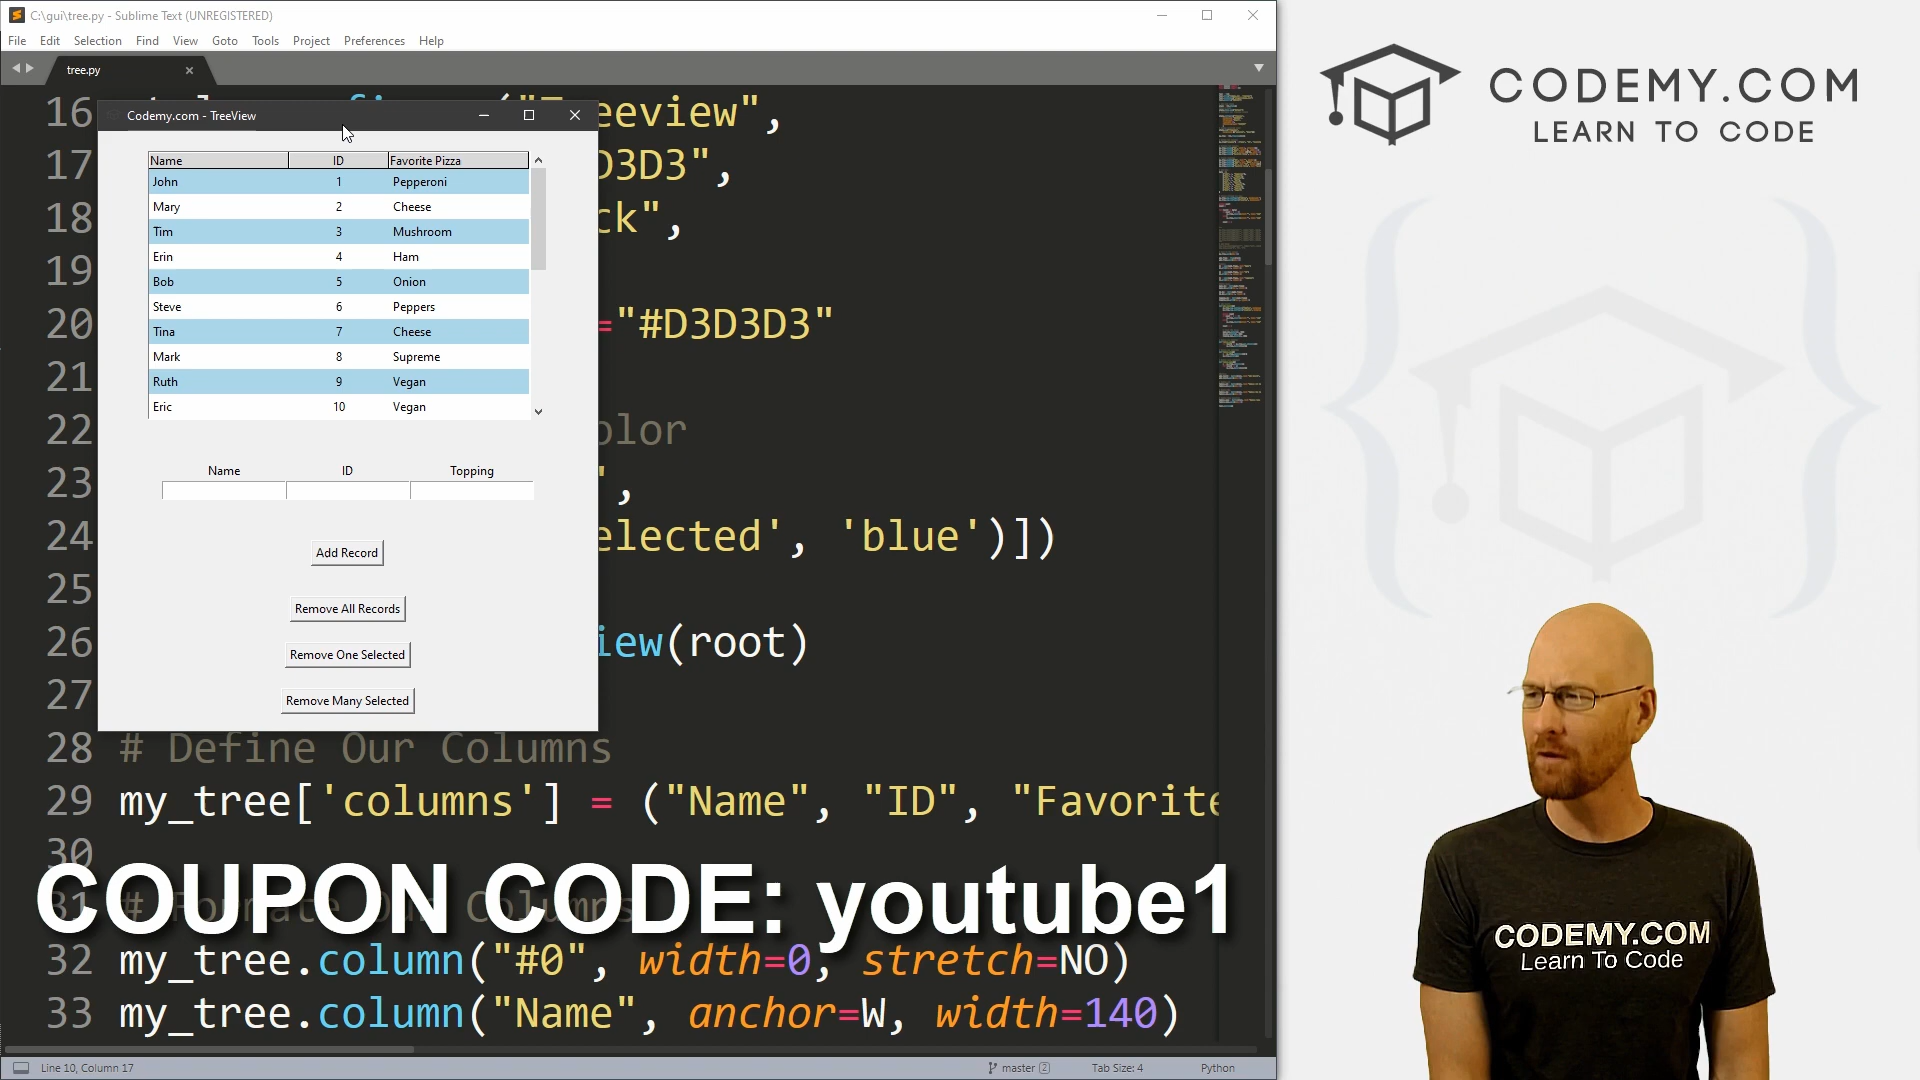 C:\gui\tree.py - Sublime Text (UNREGISTERED)
File Edit Selection Find View Goto Tools Project Preferences Help
tree.py
16
17
18
19
20
21
22
23
24
25
26
27
eeview",
D3D3",
ck",
="#D3D3D3"
olor
',
elected', 'blue')])
iew(root)
28 # Define Our Columns
29 my_tree['columns'] = ("Name", "ID", "Favorite
30
31 # Formate Our Columns
32 my_tree.column("#0", width=0, stretch=NO)
33 my_tree.column("Name", anchor=W, width=140)
Codemy.com - TreeView
Name ID Favorite Pizza
John 1 Pepperoni
Mary 2 Cheese
Tim 3 Mushroom
Erin 4 Ham
Bob 5 Onion
Steve 6 Peppers
Tina 7 Cheese
Mark 8 Supreme
Ruth 9 Vegan
Eric 10 Vegan
Name ID Topping
Add Record
Remove All Records
Remove One Selected
Remove Many Selected
COUPON CODE: youtube1
Line 10, Column 17
master 2
Tab Size: 4
Python
CODEMY.COM
LEARN TO CODE
CODEMY.COM
Learn To Code